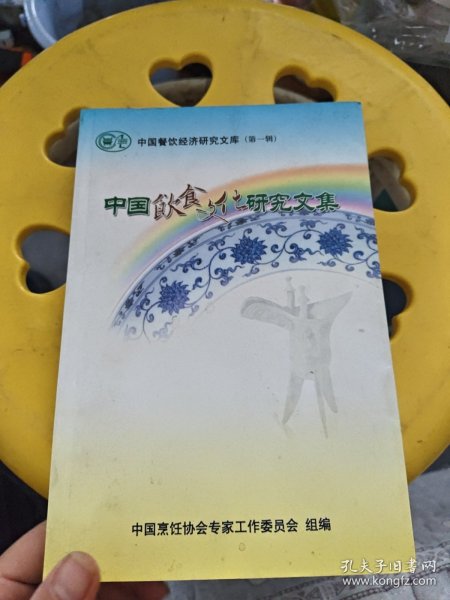 中国餐饮经济研究文库（第一辑）
中国飲食文化研究文集
中国烹饪协会专家工作委员会 组编
孔夫子旧书网
www.kongfz.com